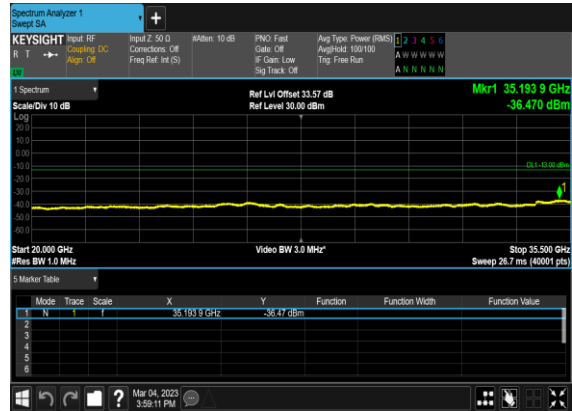 Spectrum Analyzer 1
Swept SA
+
KEYSIGHT Input: RF Input Z: 50 Ω #Atten: 10 dB PNO: Fast Avg Type: Power (RMS) 1 2 3 4 5 6
R T Coupling: DC Corrections: Off Gate: Off Avg|Hold: 100/100 A W W W W W
Align: Off Freq Ref: Int (S) IF Gain: Low Trig: Free Run A N N N N N
Sig Track: Off
1 Spectrum Ref Lvl Offset 33.57 dB Mkr1 35.193 9 GHz
Scale/Div 10 dB Ref Level 30.00 dBm -36.470 dBm
Log
20.0
10.0
0.00
-10.0
DL1 -13.00 dBm
-20.0
-30.0
1
-40.0
-50.0
-60.0
Start 20.000 GHz Video BW 3.0 MHz* Stop 35.500 GHz
#Res BW 1.0 MHz Sweep 26.7 ms (40001 pts)
5 Marker Table
Mode Trace Scale X Y Function Function Width Function Value
1 N 1 f 35.193 9 GHz -36.47 dBm
2
3
4
5
6
? Mar 04, 2023
3:59:11 PM